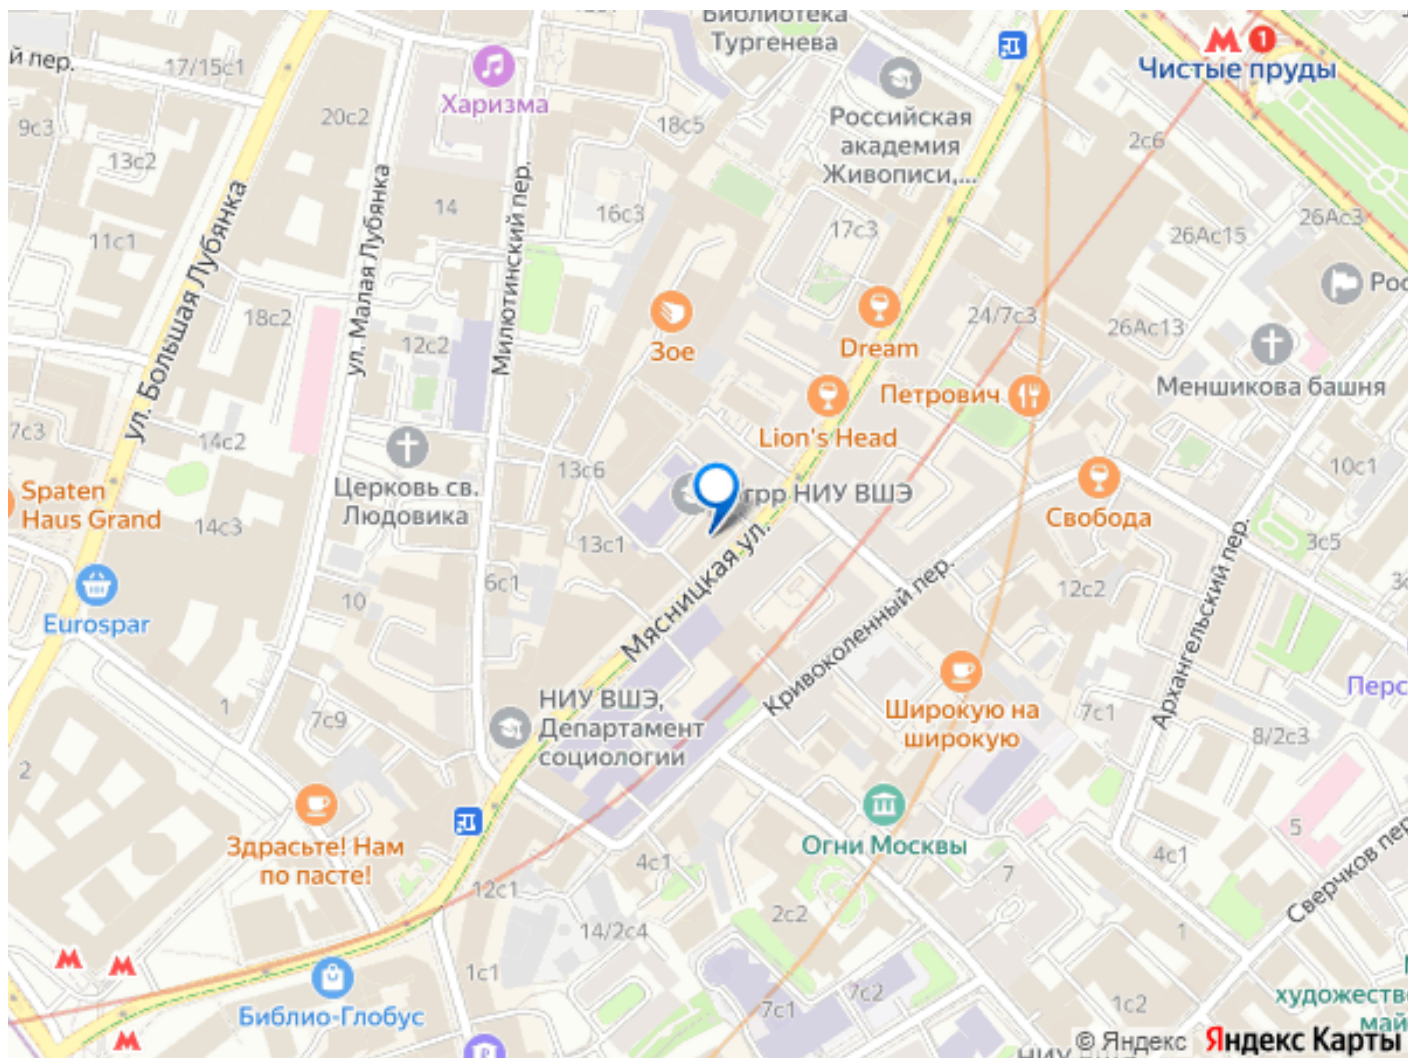 Библиотека
Тургенева
й пер.
17/15с1
Чистые пруды
1
Харизма
20с2
18с5
Российская
академия
Живописи,...
2с6
9с3
13с2
ул. Большая Лубянка
ул. Малая Лубянка
Милютинский пер.
14
16с3
17с3
26Ас3
26Ас15
11с1
Рос
18с2
12с2
Зое
Dream
24/7с3
26Ас13
Меншикова башня
Петрович
Lion's Head
7с3
14с2
13с6
10с1
Spaten
Haus Grand
Церковь св.
Людовика
грр НИУ ВШЭ
Свобода
14с3
13с1
3с5
Мясницкая ул.
Кривоколенный пер.
Архангельский пер.
6с1
12с2
10
Eurospar
1
7с9
НИУ ВШЭ,
Департамент
социологии
Широкую на
широкую
7с1
Перс
8/2с3
2
Здрасьте! Нам
по пасте!
Огни Москвы
5
4с1
7
4с1
Сверчков пер
12с1
2с2
14/2с4
1
1с1
7с2
7с1
1с2
Библио-Глобус
художеств
май
НИУ ВШЭ
© Яндекс
Яндекс Карты